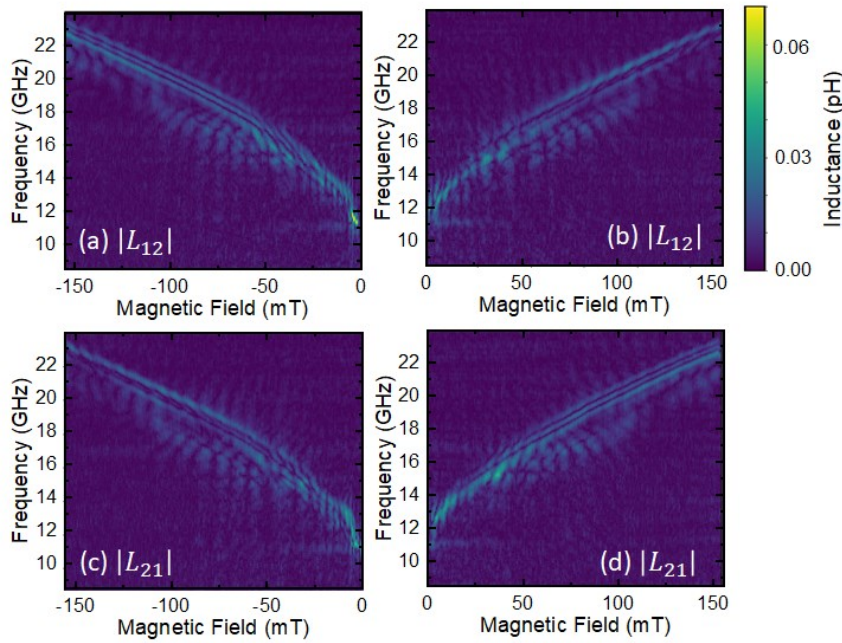 22
20
18
16
14
12
10
Frequency (GHz)
(a) |L₁₂|
-150 -100 -50 0
Magnetic Field (mT)
22
20
18
16
14
12
10
Frequency (GHz)
(b) |L₁₂|
0 50 100 150
Magnetic Field (mT)
0.06
0.03
0.00
Inductance (pH)
22
20
18
16
14
12
10
Frequency (GHz)
(c) |L₂₁|
-150 -100 -50 0
Magnetic Field (mT)
22
20
18
16
14
12
10
Frequency (GHz)
(d) |L₂₁|
0 50 100 150
Magnetic Field (mT)